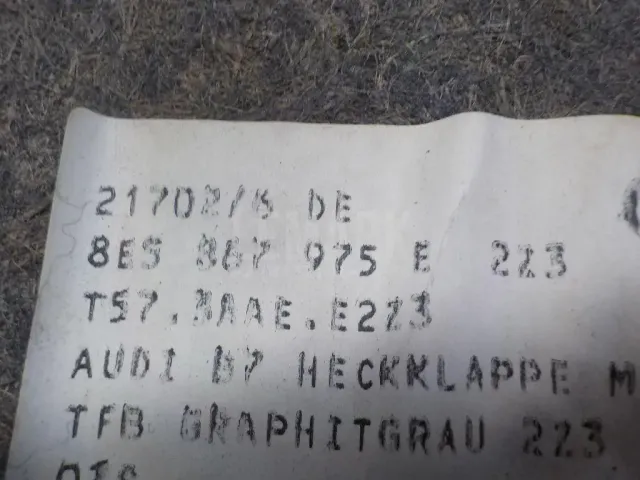 21702/6 DE
8E5 867 975 E 223
T57.3AAE.E223
AUDI B7 HECKKLAPPE M
TFB GRAPHITGRAU 223